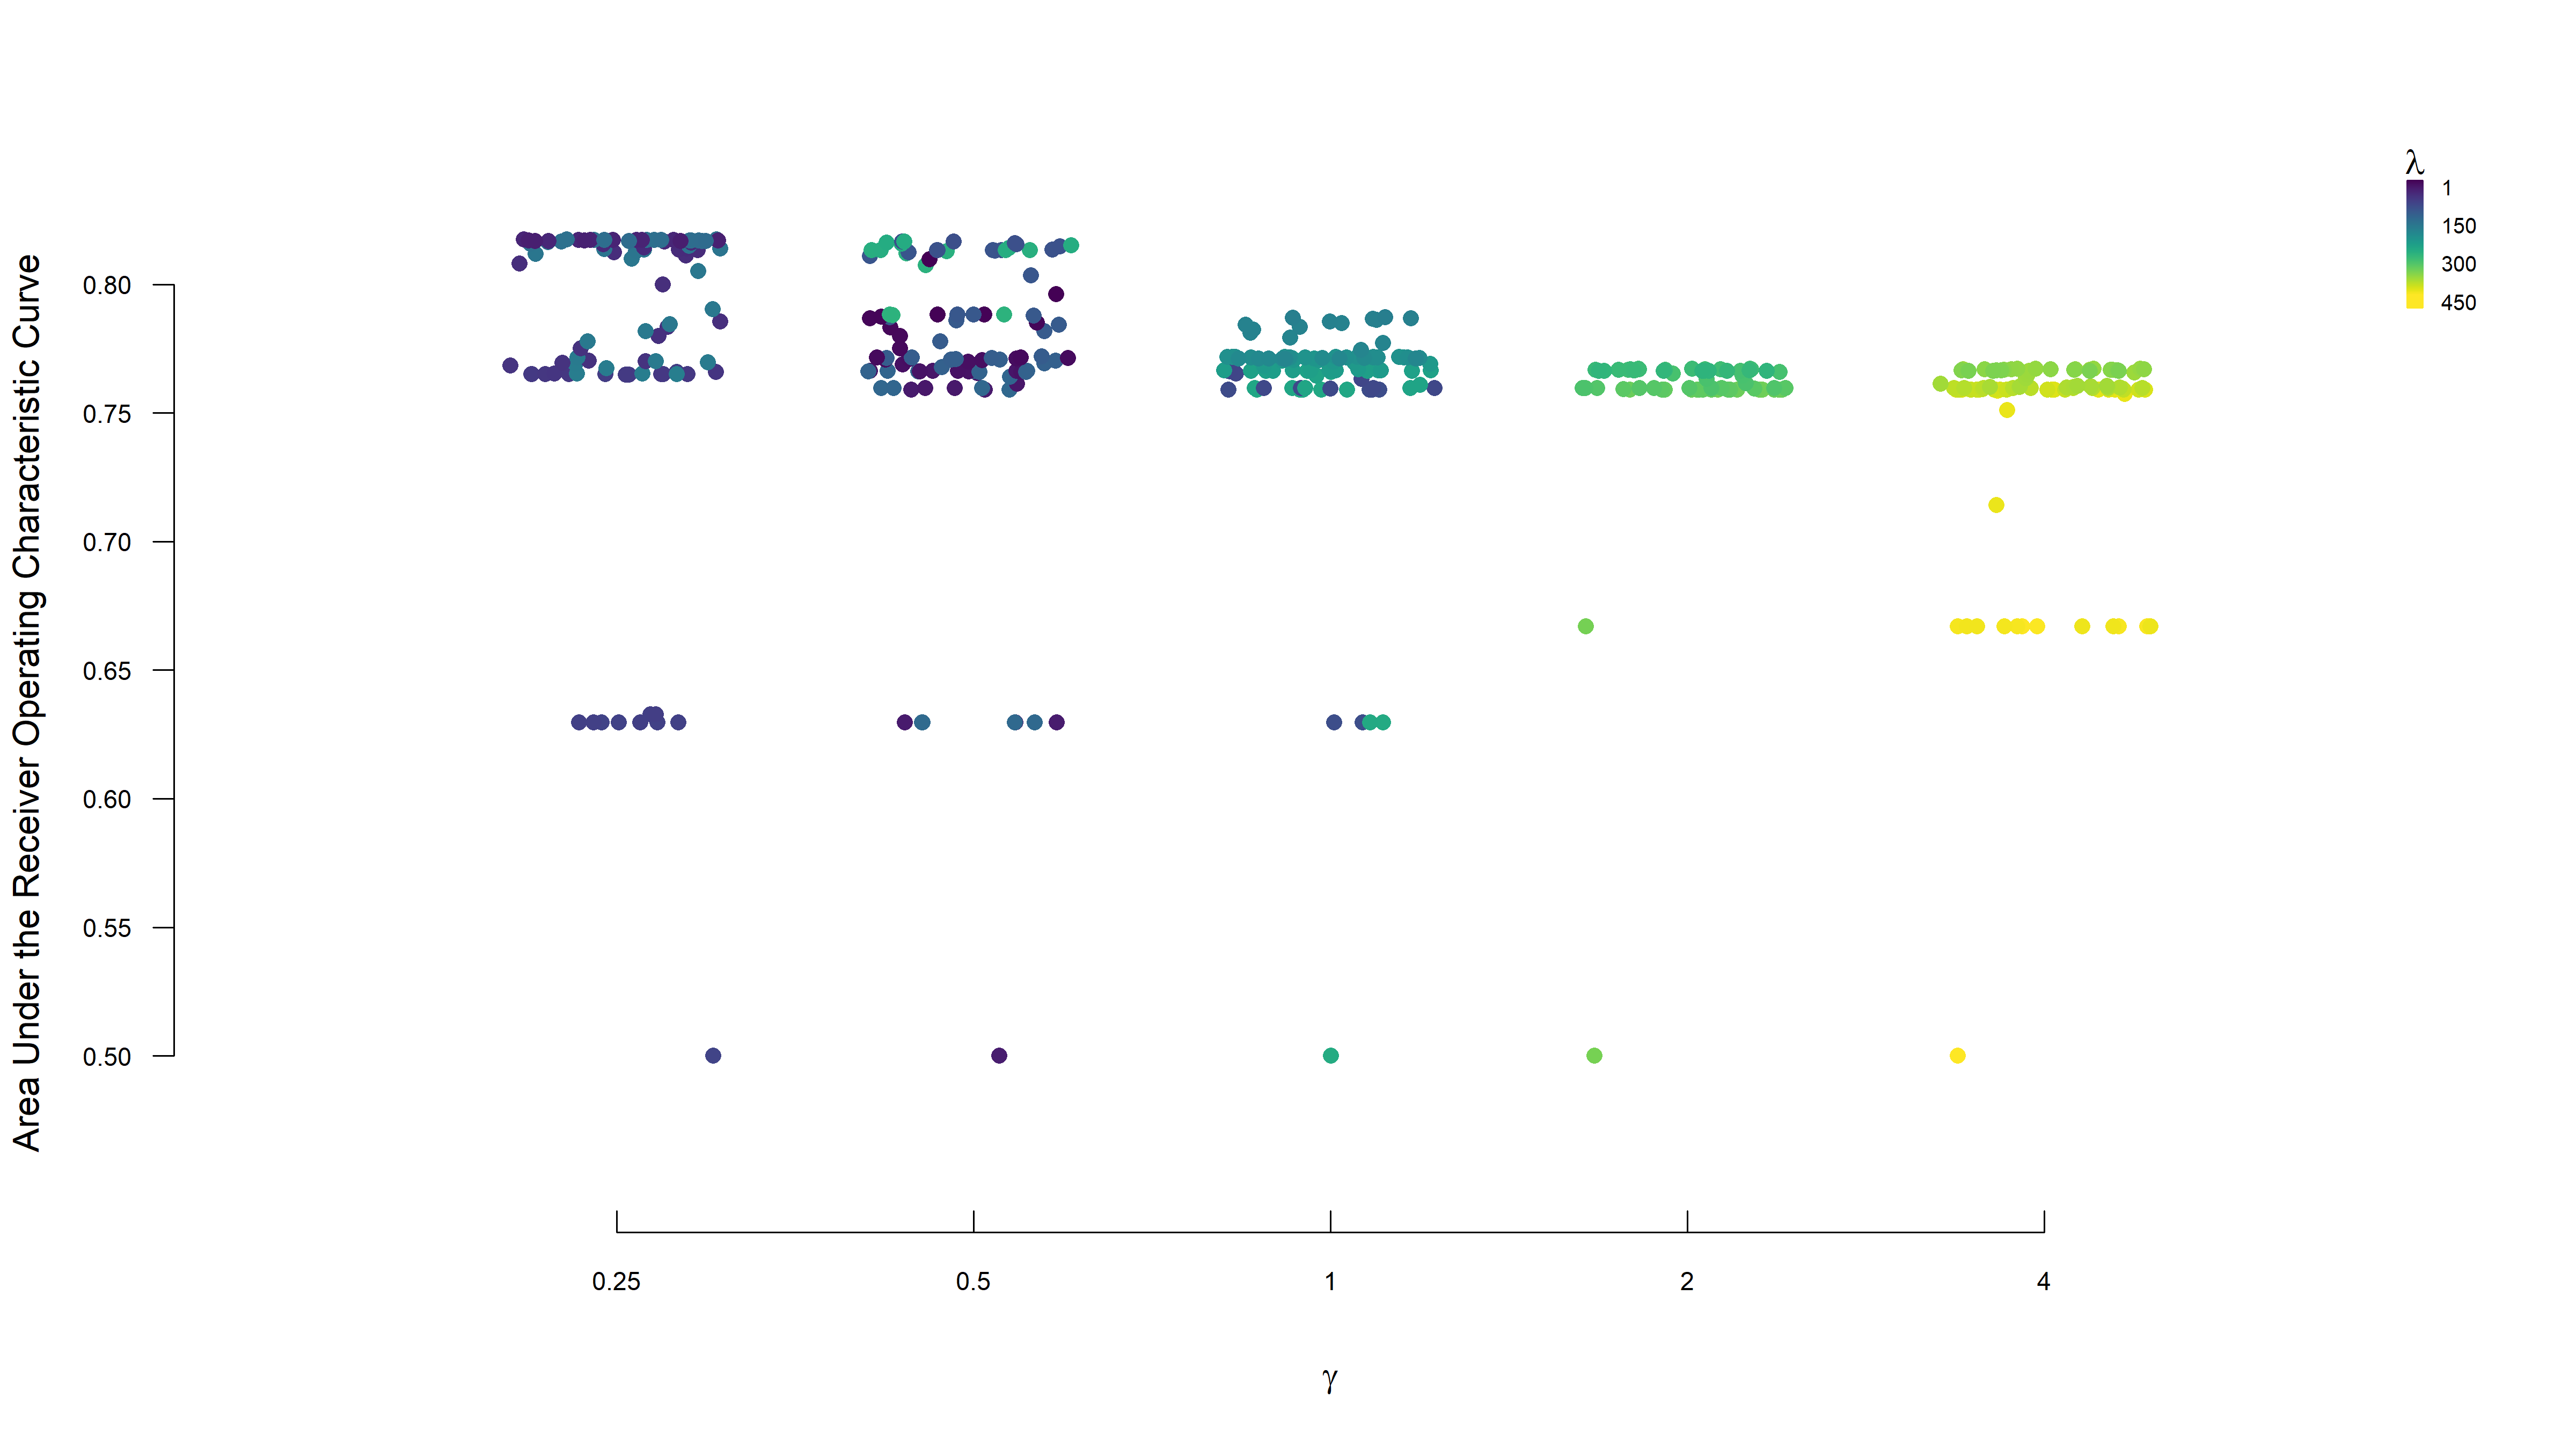 λ
1
150
300
450
Area Under the Receiver Operating Characteristic Curve
0.80
0.75
0.70
0.65
0.60
0.55
0.50
0.25 0.5 1 2 4
γ